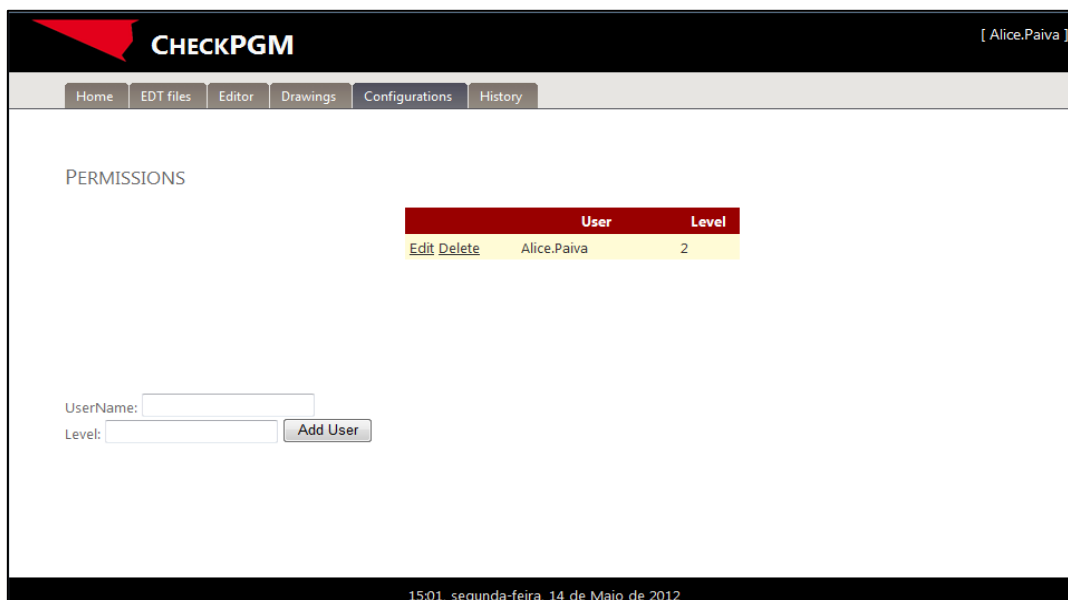 CHECKPGM
[ Alice.Paiva ]
Home EDT files Editor Drawings Configurations History
PERMISSIONS
User Level
Edit Delete Alice.Paiva 2
UserName:
Level: Add User
15:01, segunda-feira, 14 de Maio de 2012